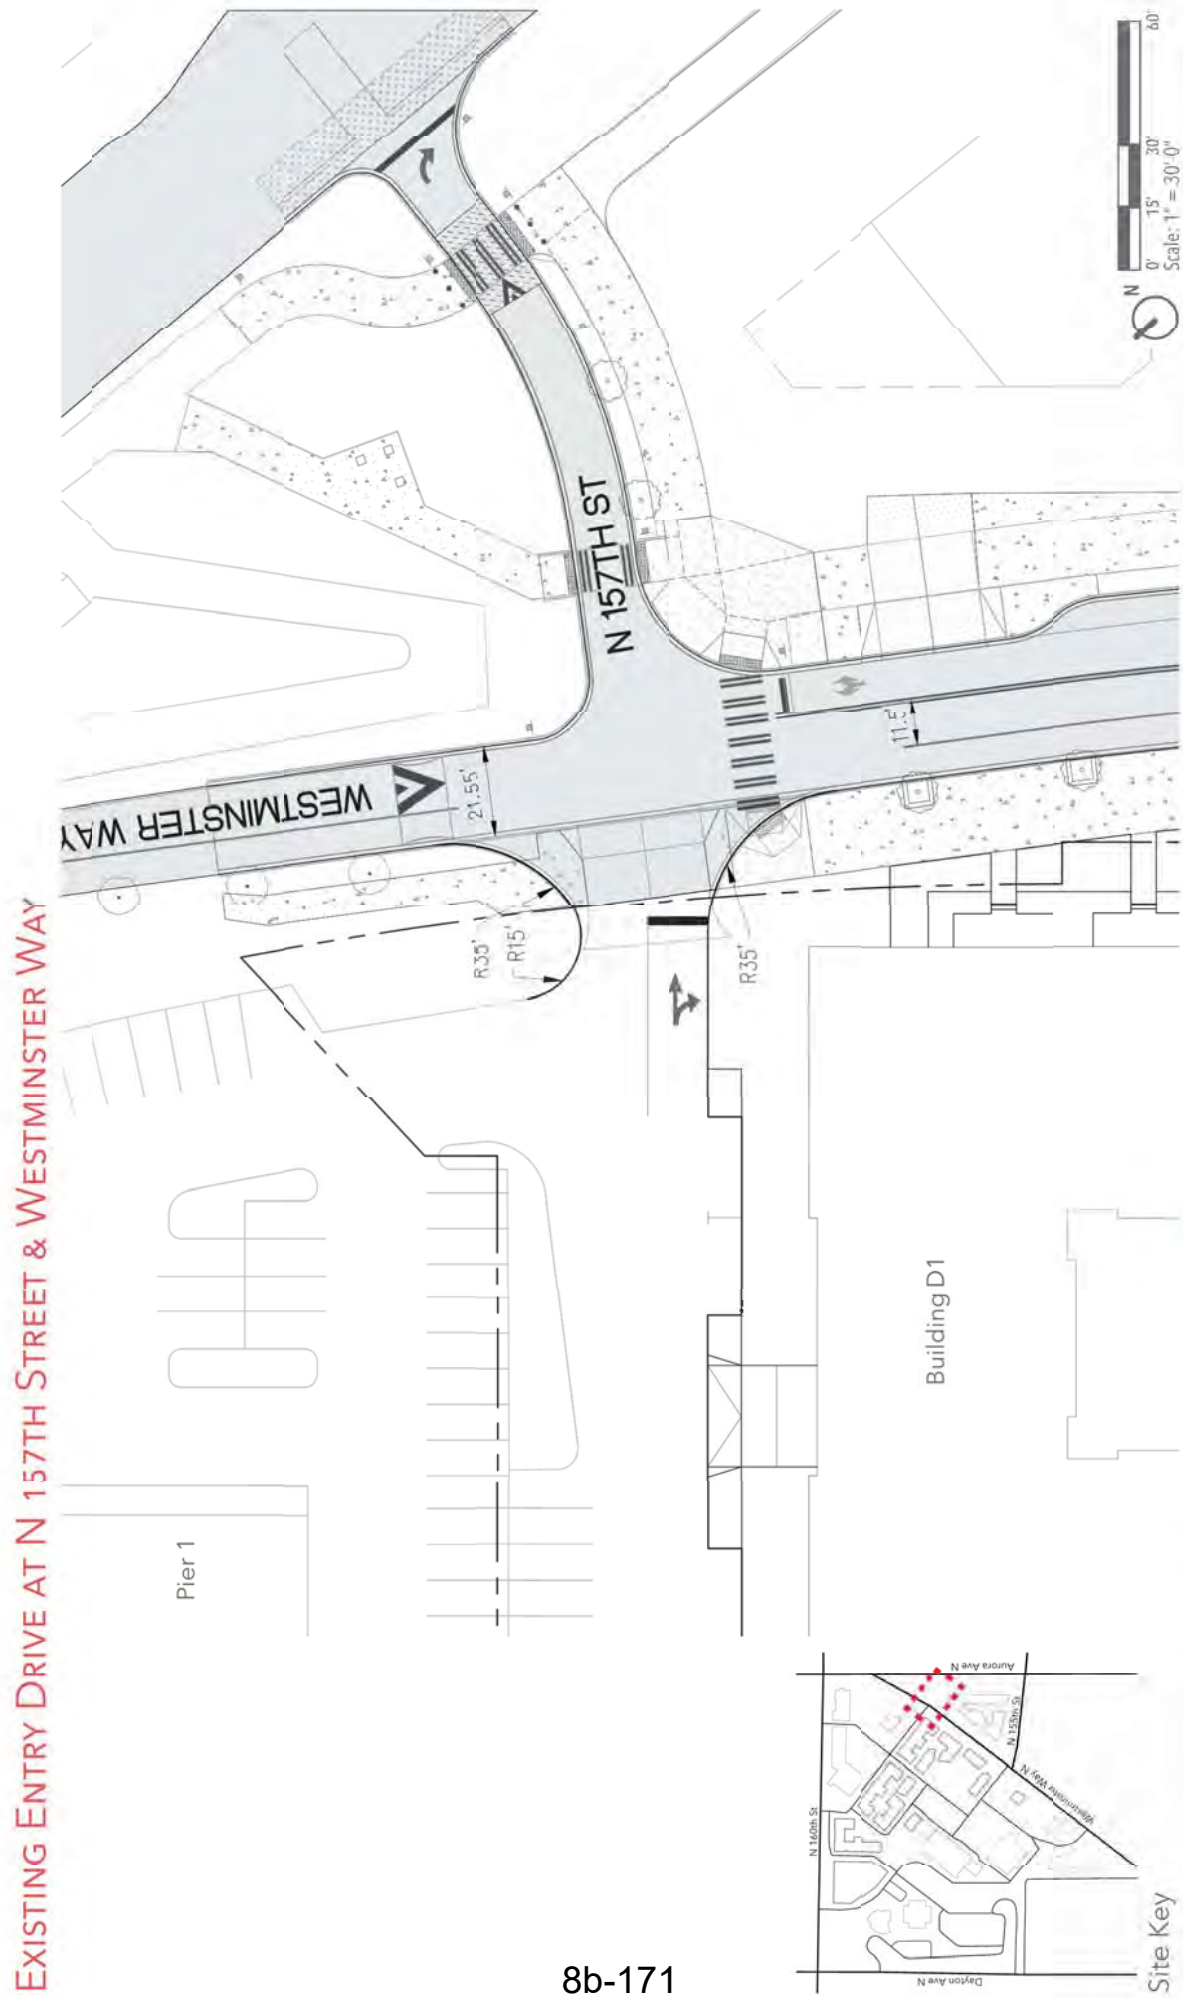 EXISTING ENTRY DRIVE AT N 157TH STREET & WESTMINSTER WAY
WESTMINSTER WAY
N 157TH ST
21.55'
11.5'
R35'
R15'
R35'
Pier 1
Building D1
N
0' 15' 30' 60'
Scale: 1" = 30'-0"
Site Key
N 160th St
Aurora Ave N
N 155th St
Westminster Way N
Dayton Ave N
8b-171